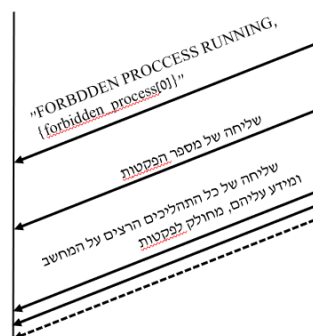 "FORBDDEN PROCCESS RUNNING,
{forbidden_process[0]}"
שליחה של מספר הפקטות
שליחה של כל התהליכים הרצים על המחשב
ומידע עליהם, מחולק לפקטות